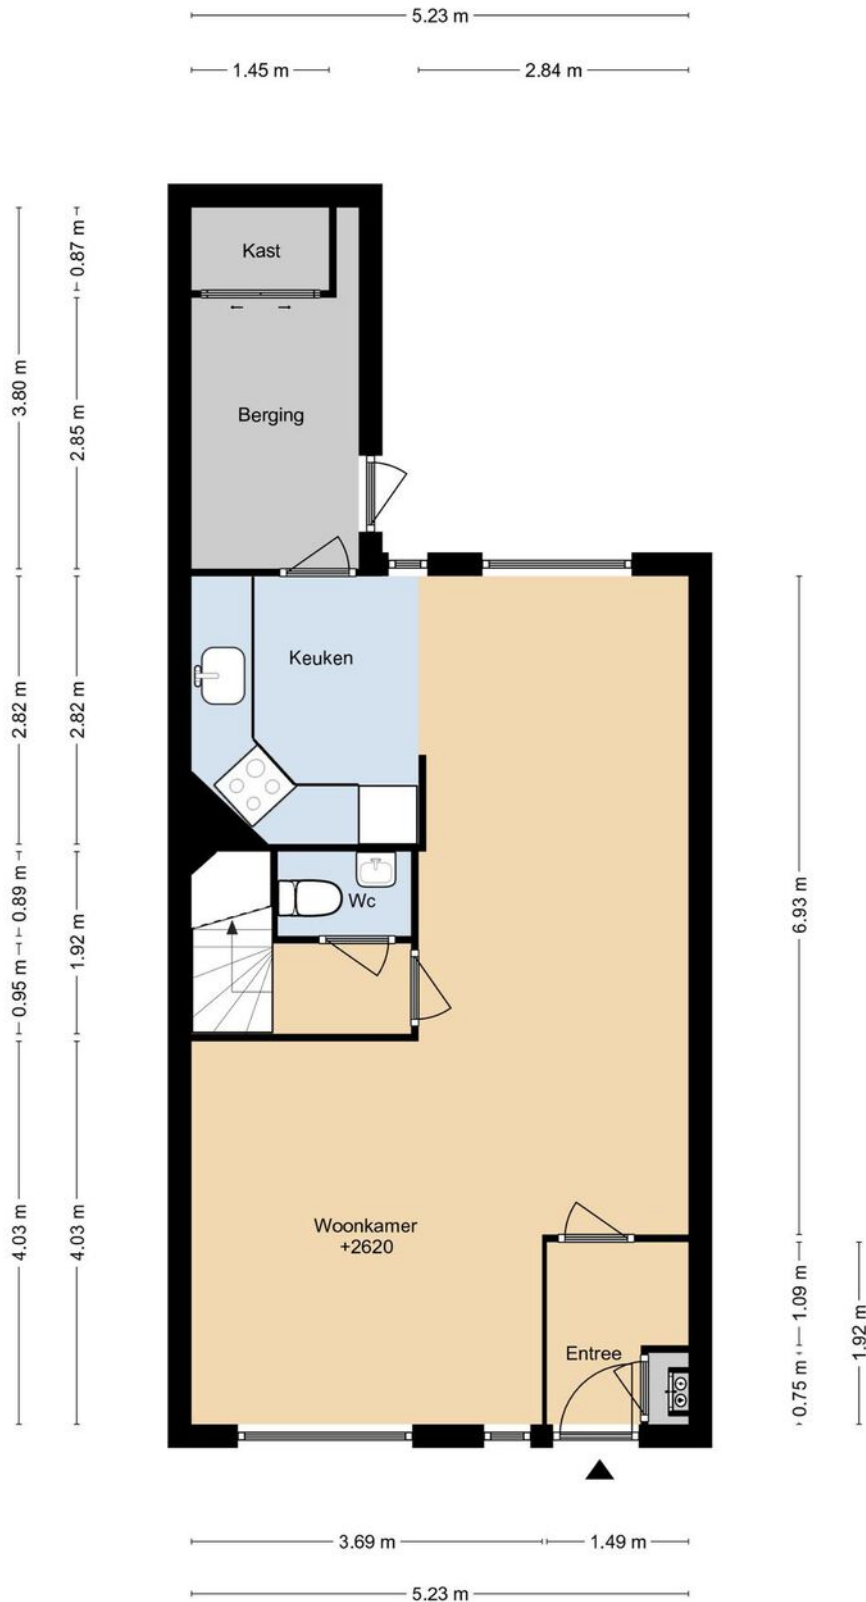 5.23 m
1.45 m
2.84 m
Kast
0.87 m
3.80 m
Berging
2.85 m
Keuken
2.82 m
2.82 m
Wc
0.89 m
1.92 m
0.95 m
6.93 m
Woonkamer
+2620
4.03 m
4.03 m
Entree
1.09 m
0.75 m
1.92 m
3.69 m
1.49 m
5.23 m